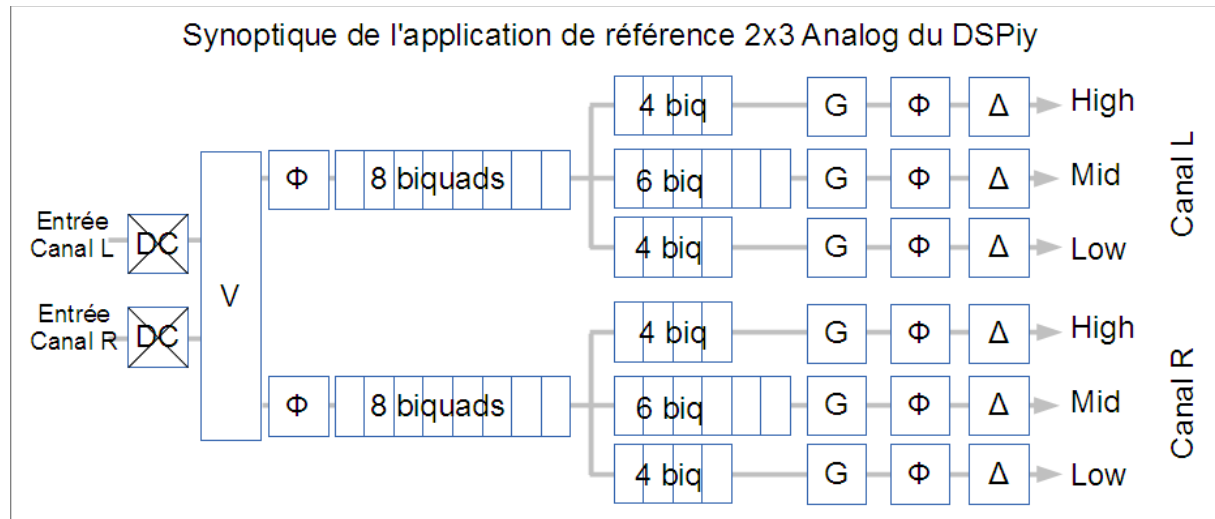 Synoptique de l'application de référence 2x3 Analog du DSPiy
4 biq G Φ Δ High
Φ 8 biquads 6 biq G Φ Δ Mid
4 biq G Φ Δ Low
Canal L
Entrée
Canal L DC
V
Entrée
Canal R DC
4 biq G Φ Δ High
Φ 8 biquads 6 biq G Φ Δ Mid
4 biq G Φ Δ Low
Canal R